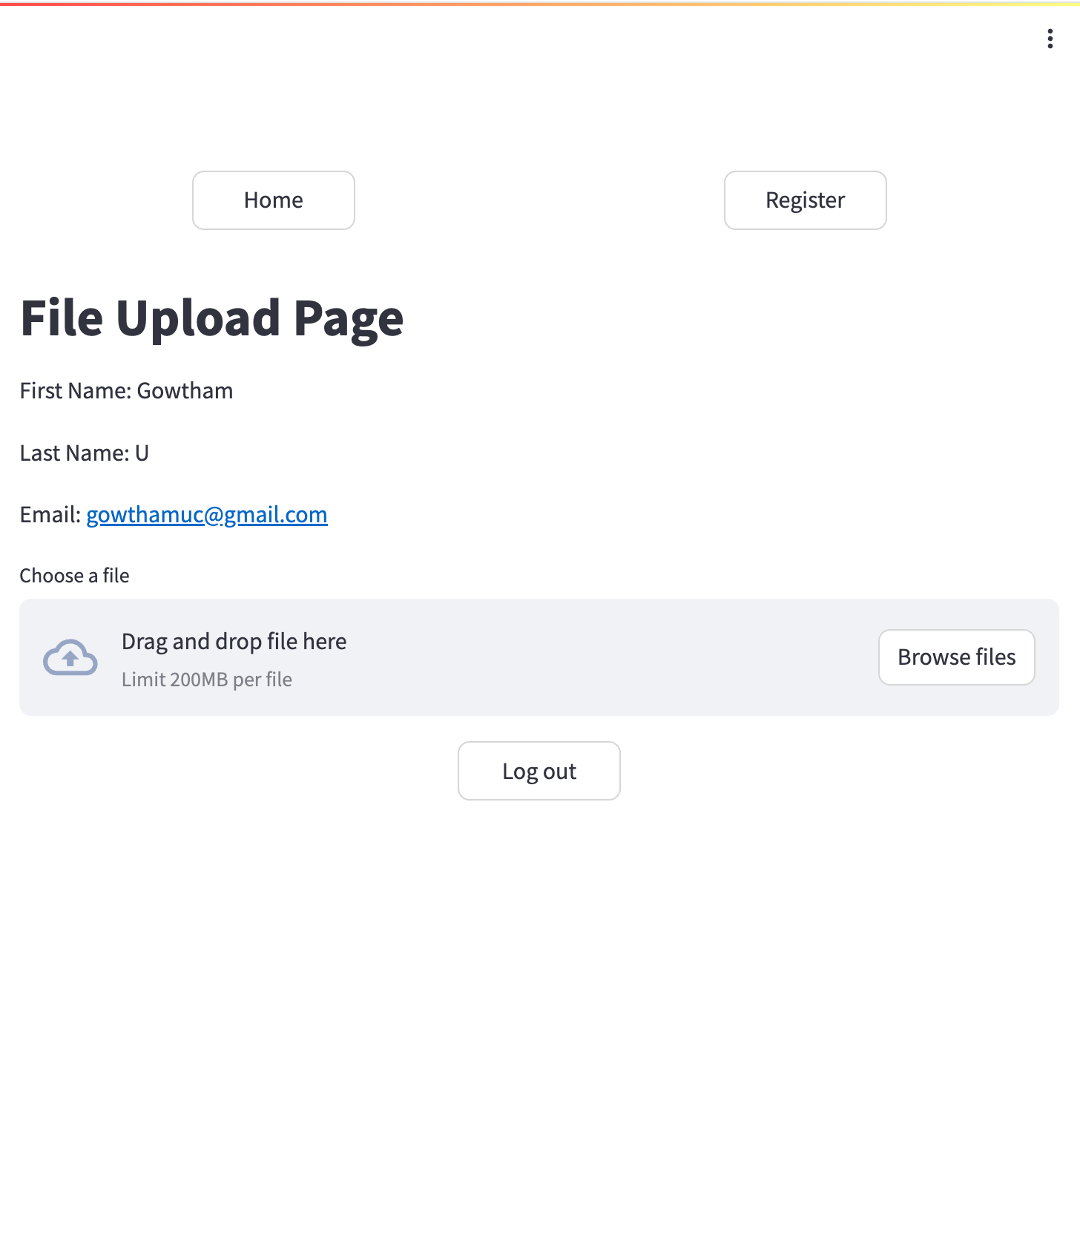 Home
Register
File Upload Page
First Name: Gowtham
Last Name: U
Email: gowthamuc@gmail.com
Choose a file
Drag and drop file here
Limit 200MB per file
Browse files
Log out